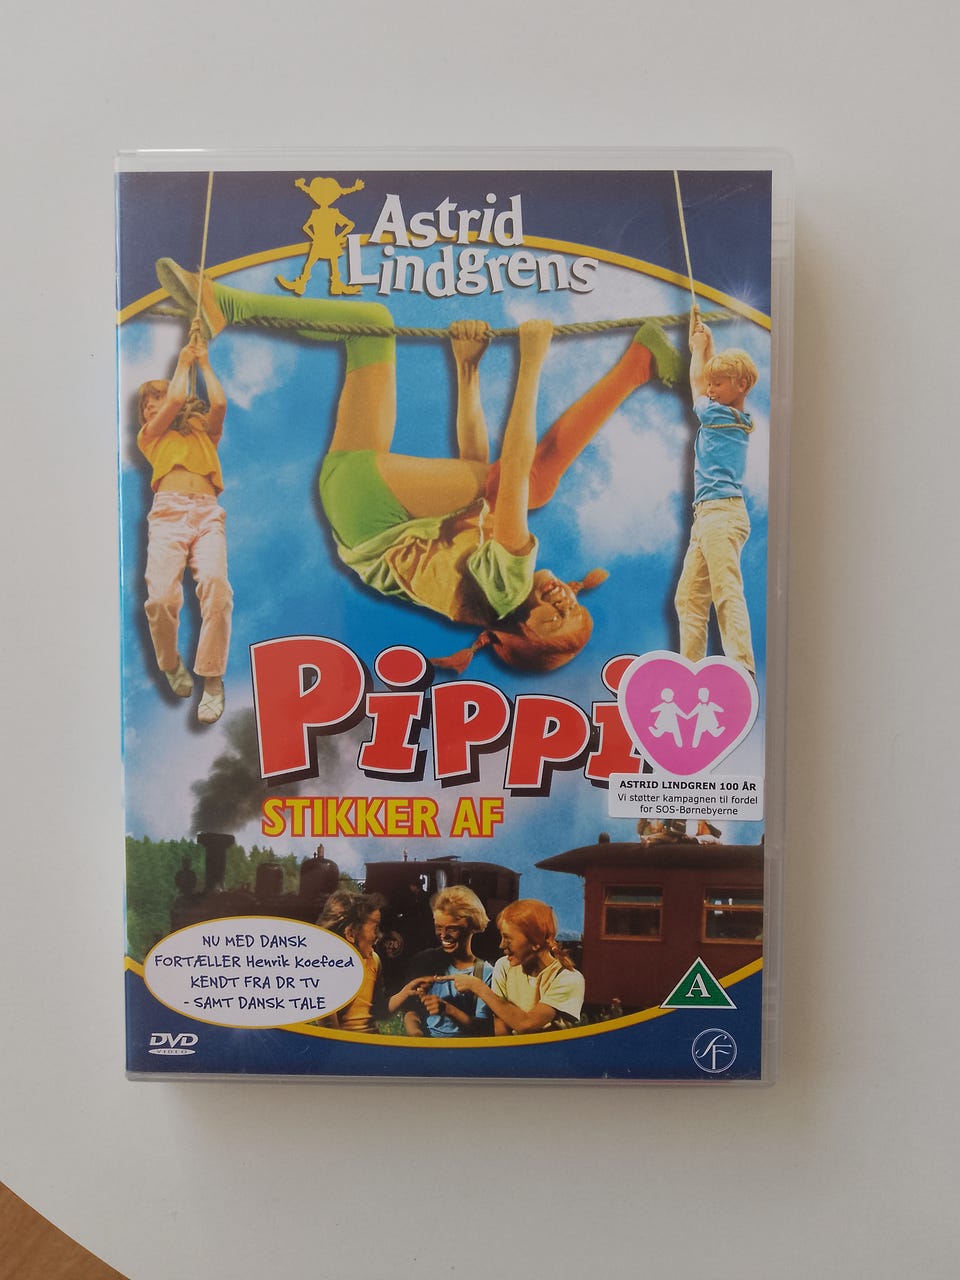 Astrid
Lindgrens
Pippi
STIKKER AF
ASTRID LINDGREN 100 ÅR
Vi støtter kampagnen til fordel
for SOS-Børnebyerne
NU MED DANSK
FORTÆLLER Henrik Koefoed
KENDT FRA DR TV
- SAMT DANSK TALE
A
DVD
VIDEO
SF